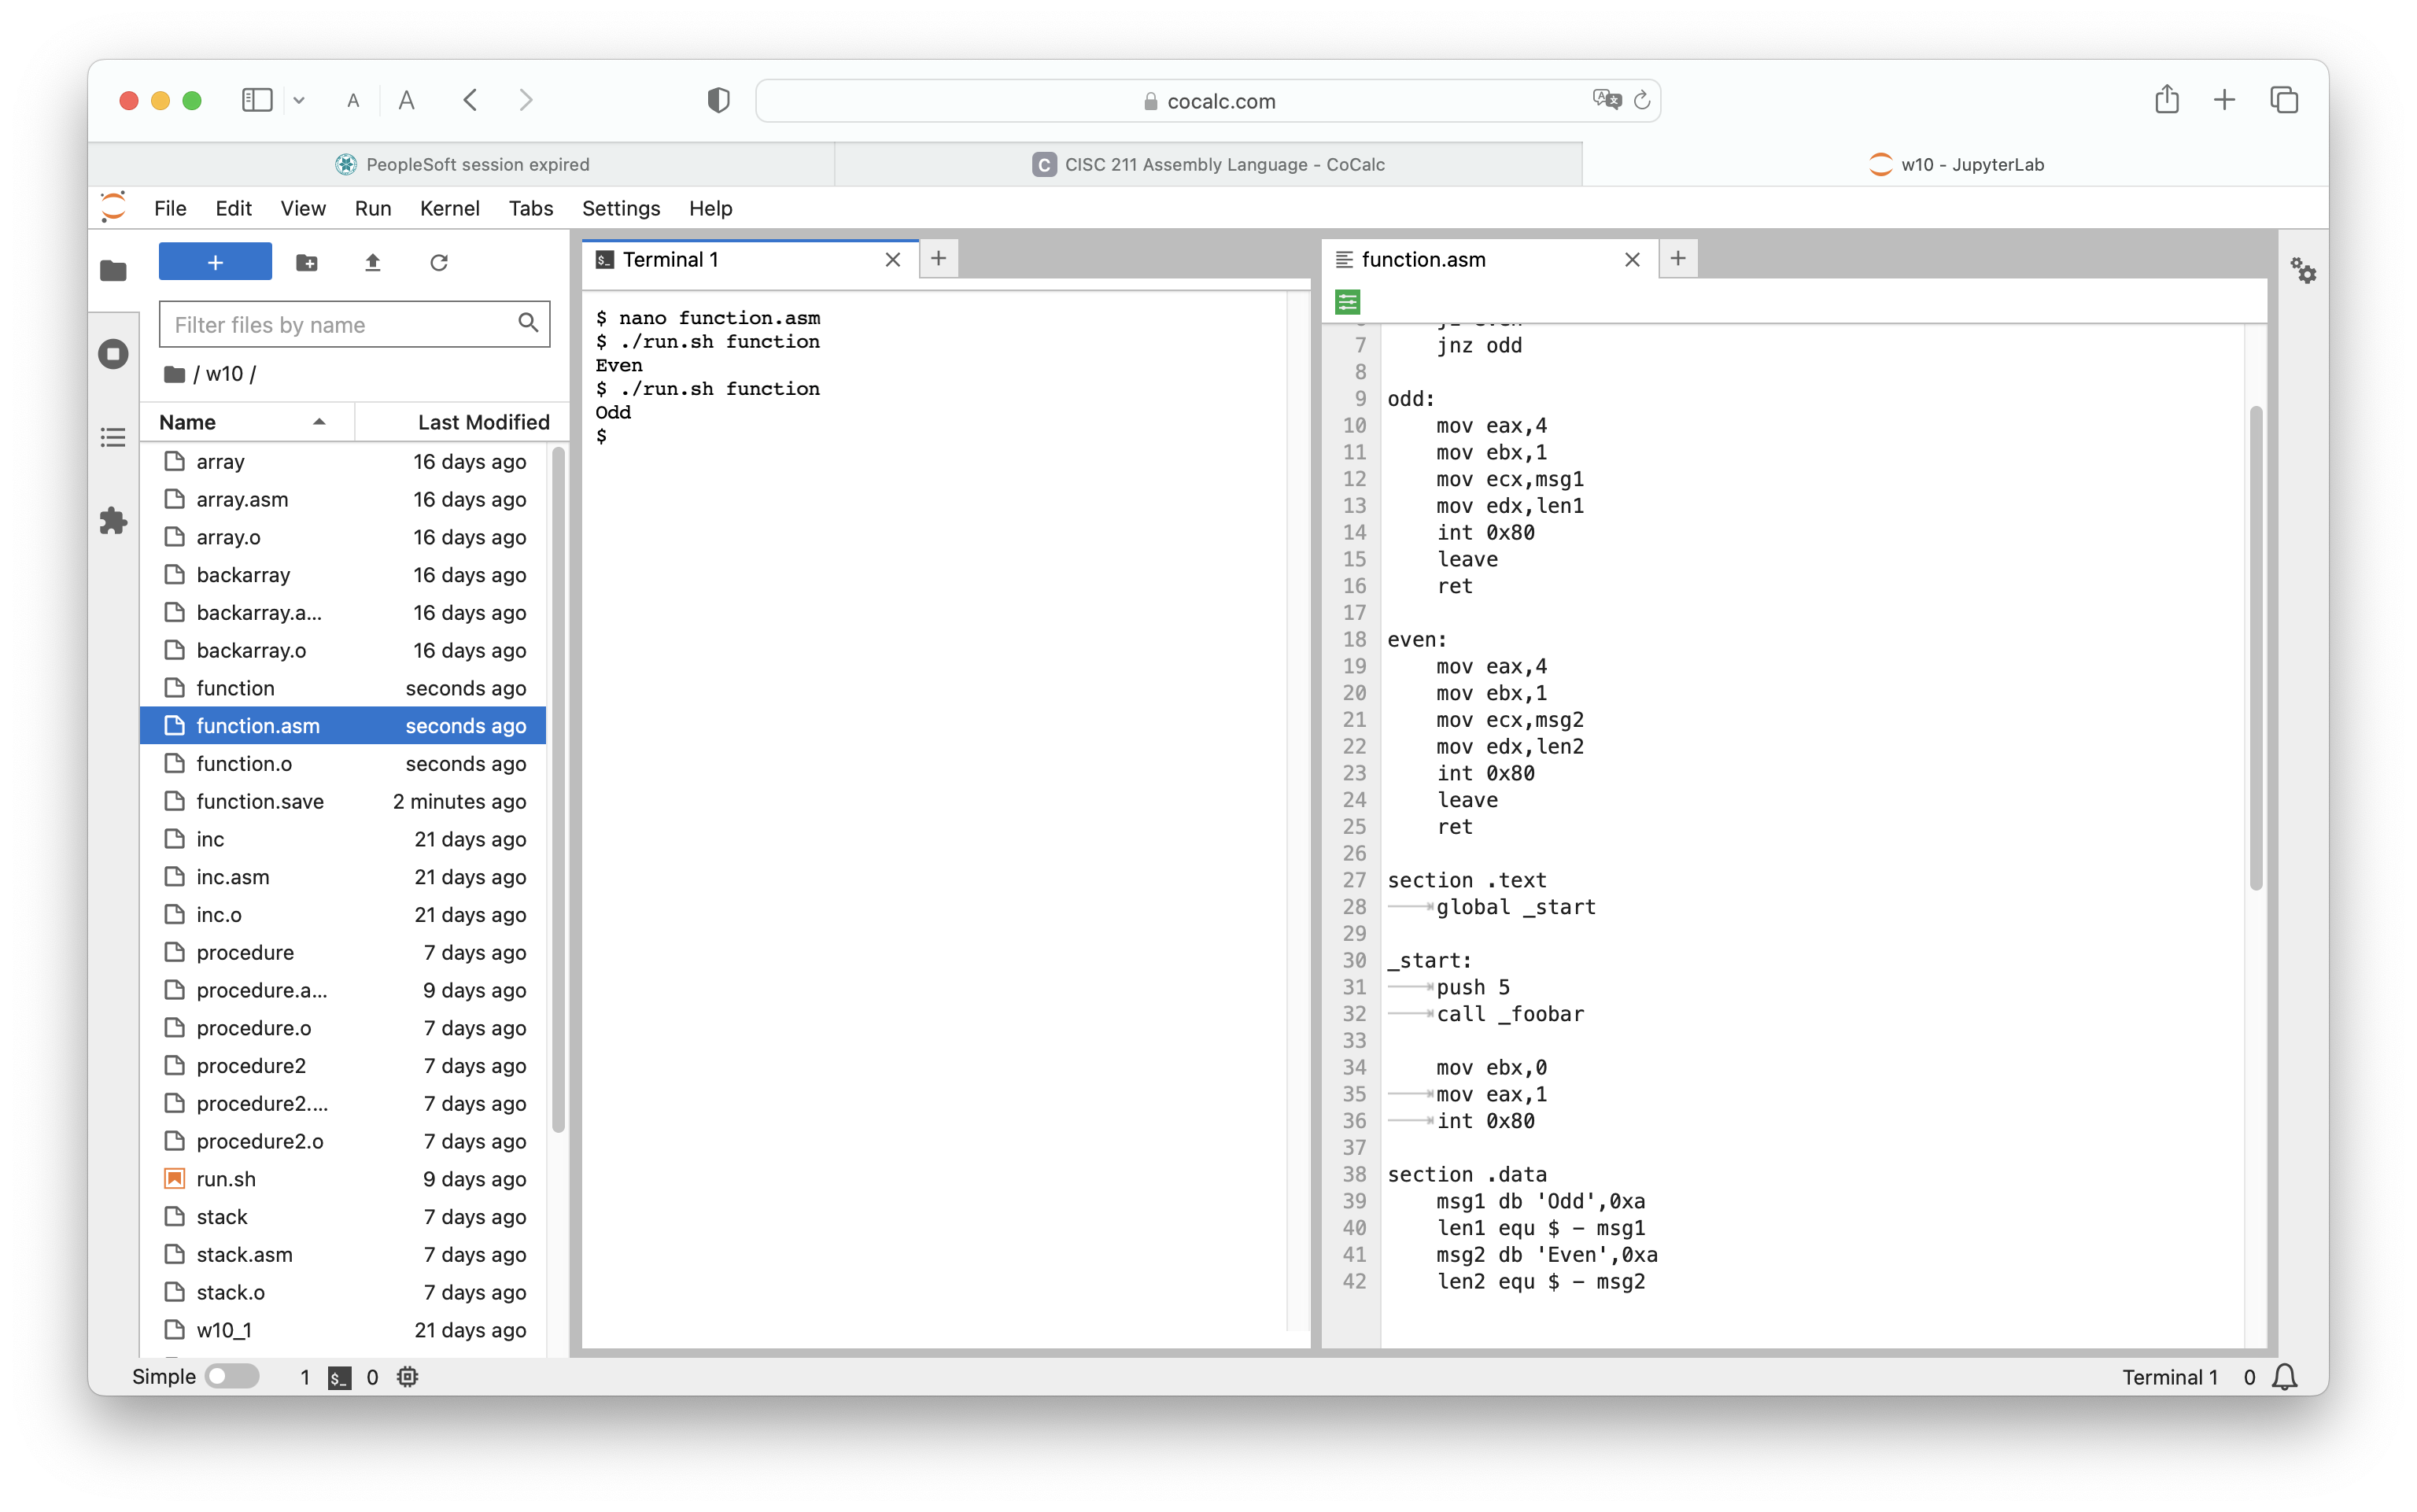 A A
cocalc.com
PeopleSoft session expired
CISC 211 Assembly Language - CoCalc
w10 - JupyterLab
File Edit View Run Kernel Tabs Settings Help
Filter files by name
/ w10 /
Name Last Modified
array 16 days ago
array.asm 16 days ago
array.o 16 days ago
backarray 16 days ago
backarray.a... 16 days ago
backarray.o 16 days ago
function seconds ago
function.asm seconds ago
function.o seconds ago
function.save 2 minutes ago
inc 21 days ago
inc.asm 21 days ago
inc.o 21 days ago
procedure 7 days ago
procedure.a... 9 days ago
procedure.o 7 days ago
procedure2 7 days ago
procedure2.... 7 days ago
procedure2.o 7 days ago
run.sh 9 days ago
stack 7 days ago
stack.asm 7 days ago
stack.o 7 days ago
w10_1 21 days ago
Terminal 1
$ nano function.asm
$ ./run.sh function
Even
$ ./run.sh function
Odd
$
function.asm
7 jnz odd
8
9 odd:
10 mov eax,4
11 mov ebx,1
12 mov ecx,msg1
13 mov edx,len1
14 int 0x80
15 leave
16 ret
17
18 even:
19 mov eax,4
20 mov ebx,1
21 mov ecx,msg2
22 mov edx,len2
23 int 0x80
24 leave
25 ret
26
27 section .text
28 global _start
29
30 _start:
31 push 5
32 call _foobar
33
34 mov ebx,0
35 mov eax,1
36 int 0x80
37
38 section .data
39 msg1 db 'Odd',0xa
40 len1 equ $ - msg1
41 msg2 db 'Even',0xa
42 len2 equ $ - msg2
Simple 1 $_ 0
Terminal 1 0